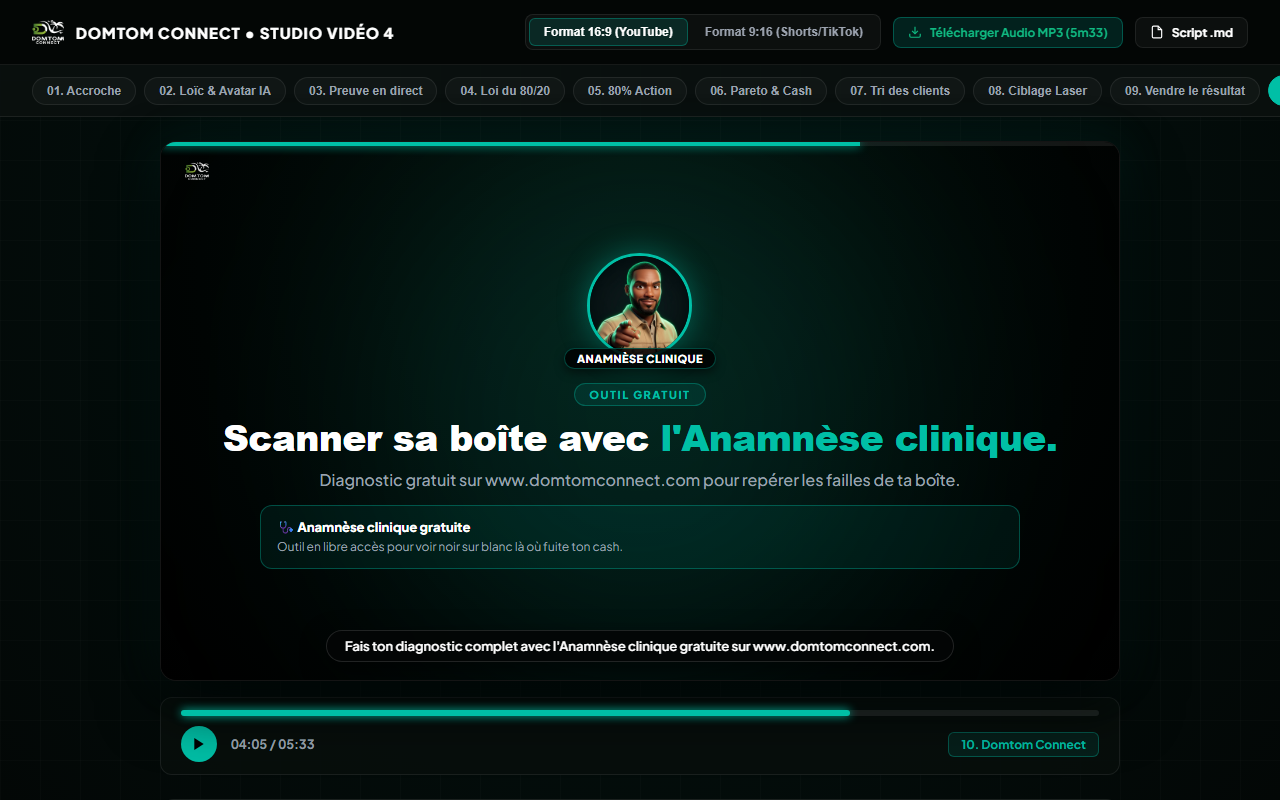 DOMTOM CONNECT
DOMTOM CONNECT ● STUDIO VIDÉO 4
Format 16:9 (YouTube)
Format 9:16 (Shorts/TikTok)
Télécharger Audio MP3 (5m33)
Script .md
01. Accroche
02. Loïc & Avatar IA
03. Preuve en direct
04. Loi du 80/20
05. 80% Action
06. Pareto & Cash
07. Tri des clients
08. Ciblage Laser
09. Vendre le résultat
DOMTOM
ANAMNÈSE CLINIQUE
OUTIL GRATUIT
Scanner sa boîte avec l'Anamnèse clinique.
Diagnostic gratuit sur www.domtomconnect.com pour repérer les failles de ta boîte.
Anamnèse clinique gratuite
Outil en libre accès pour voir noir sur blanc là où fuite ton cash.
Fais ton diagnostic complet avec l'Anamnèse clinique gratuite sur www.domtomconnect.com.
04:05 / 05:33
10. Domtom Connect